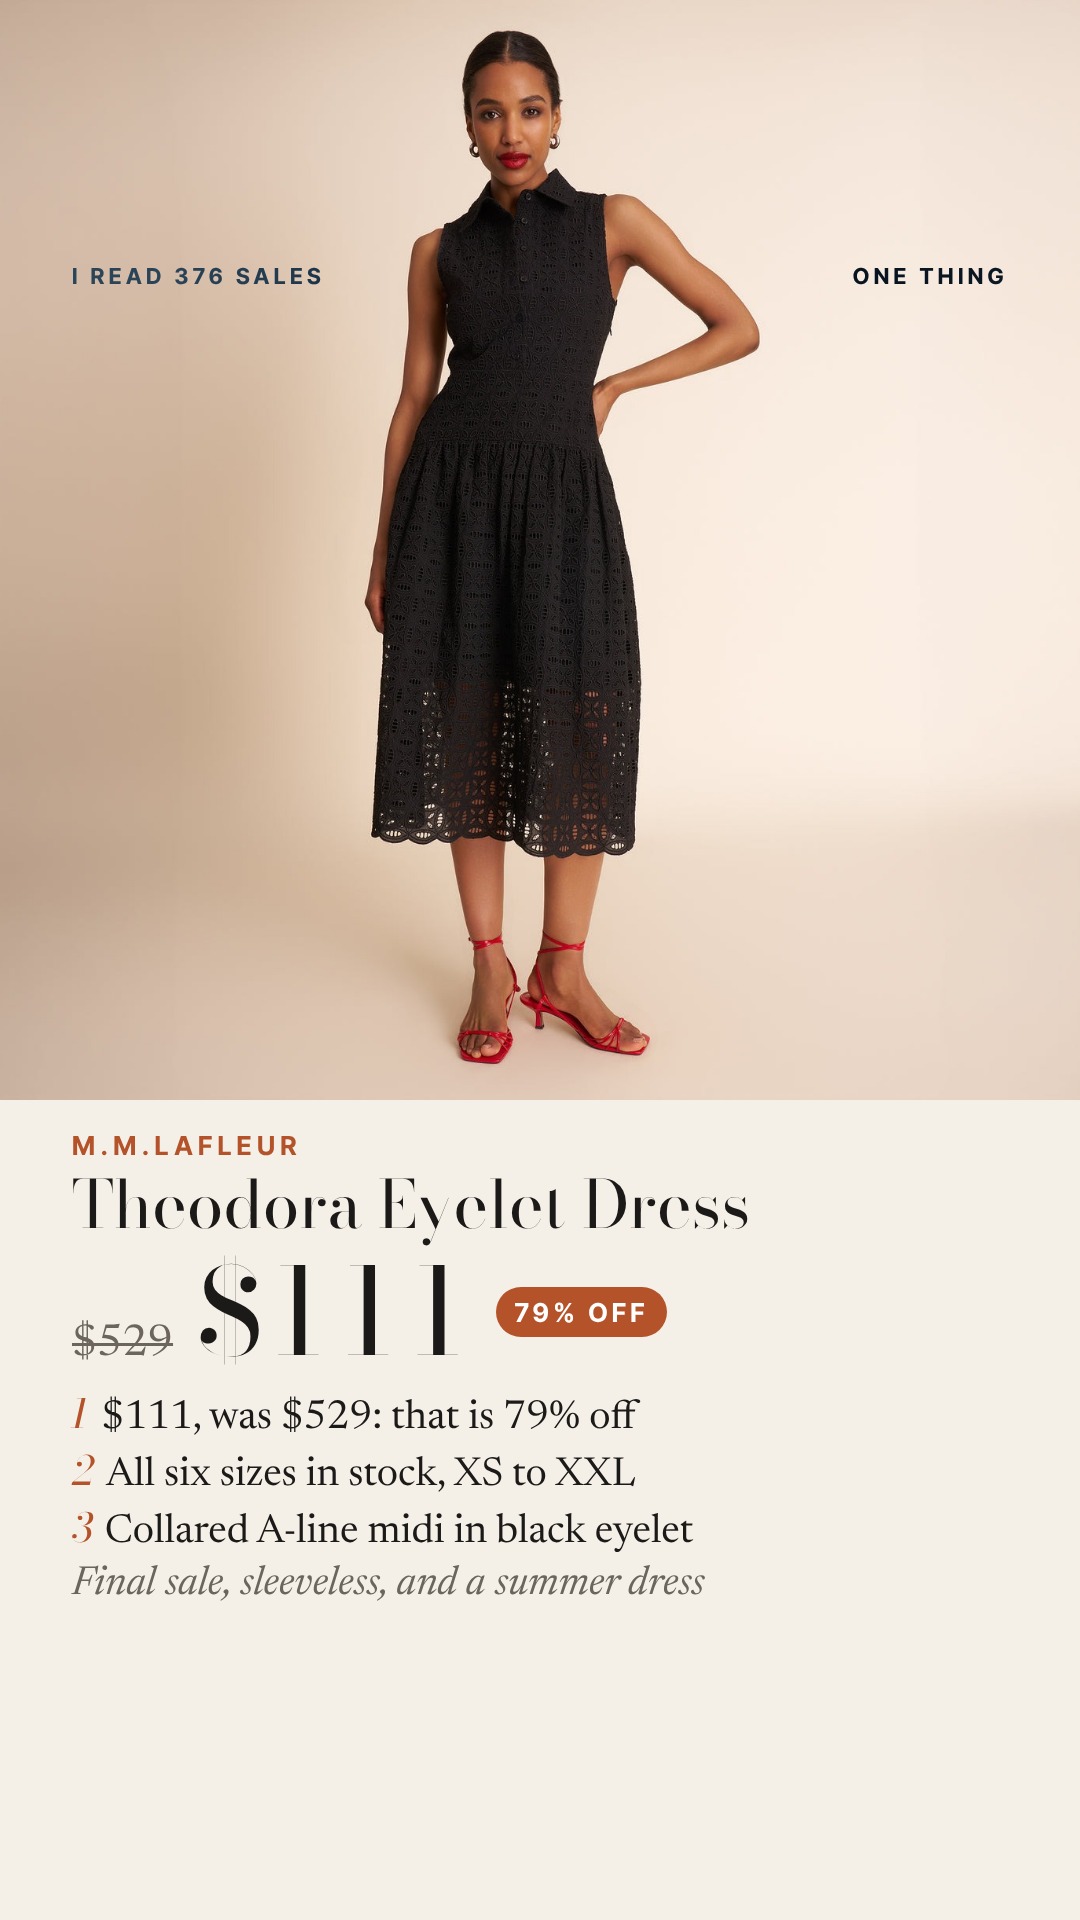 I READ 376 SALES
ONE THING
M.M.LAFLEUR
Theodora Eyelet Dress
$529 $111 79% OFF
1 $111, was $529: that is 79% off
2 All six sizes in stock, XS to XXL
3 Collared A-line midi in black eyelet
Final sale, sleeveless, and a summer dress